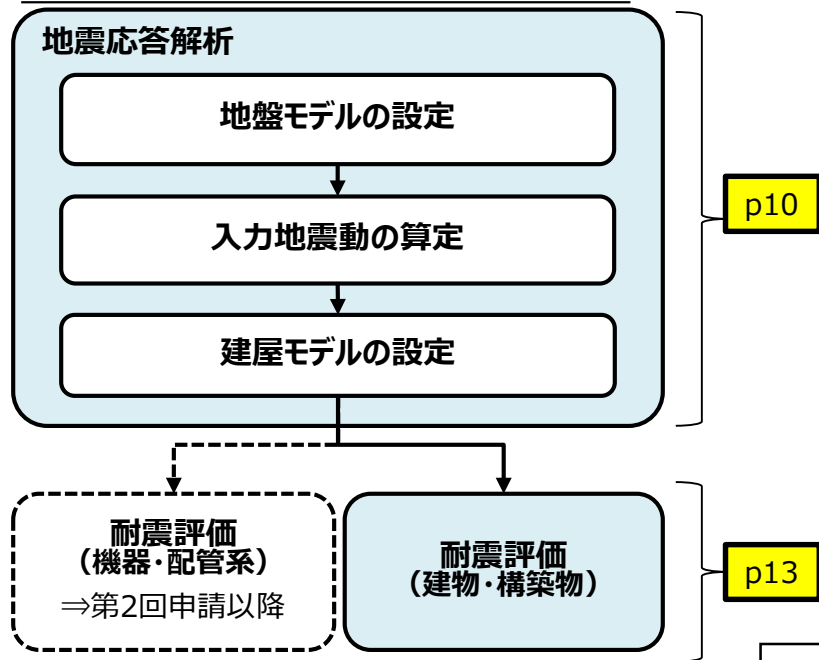 地震応答解析
地盤モデルの設定
入力地震動の算定
建屋モデルの設定
p10
耐震評価
（機器・配管系）
⇒第2回申請以降
耐震評価
（建物・構築物）
p13